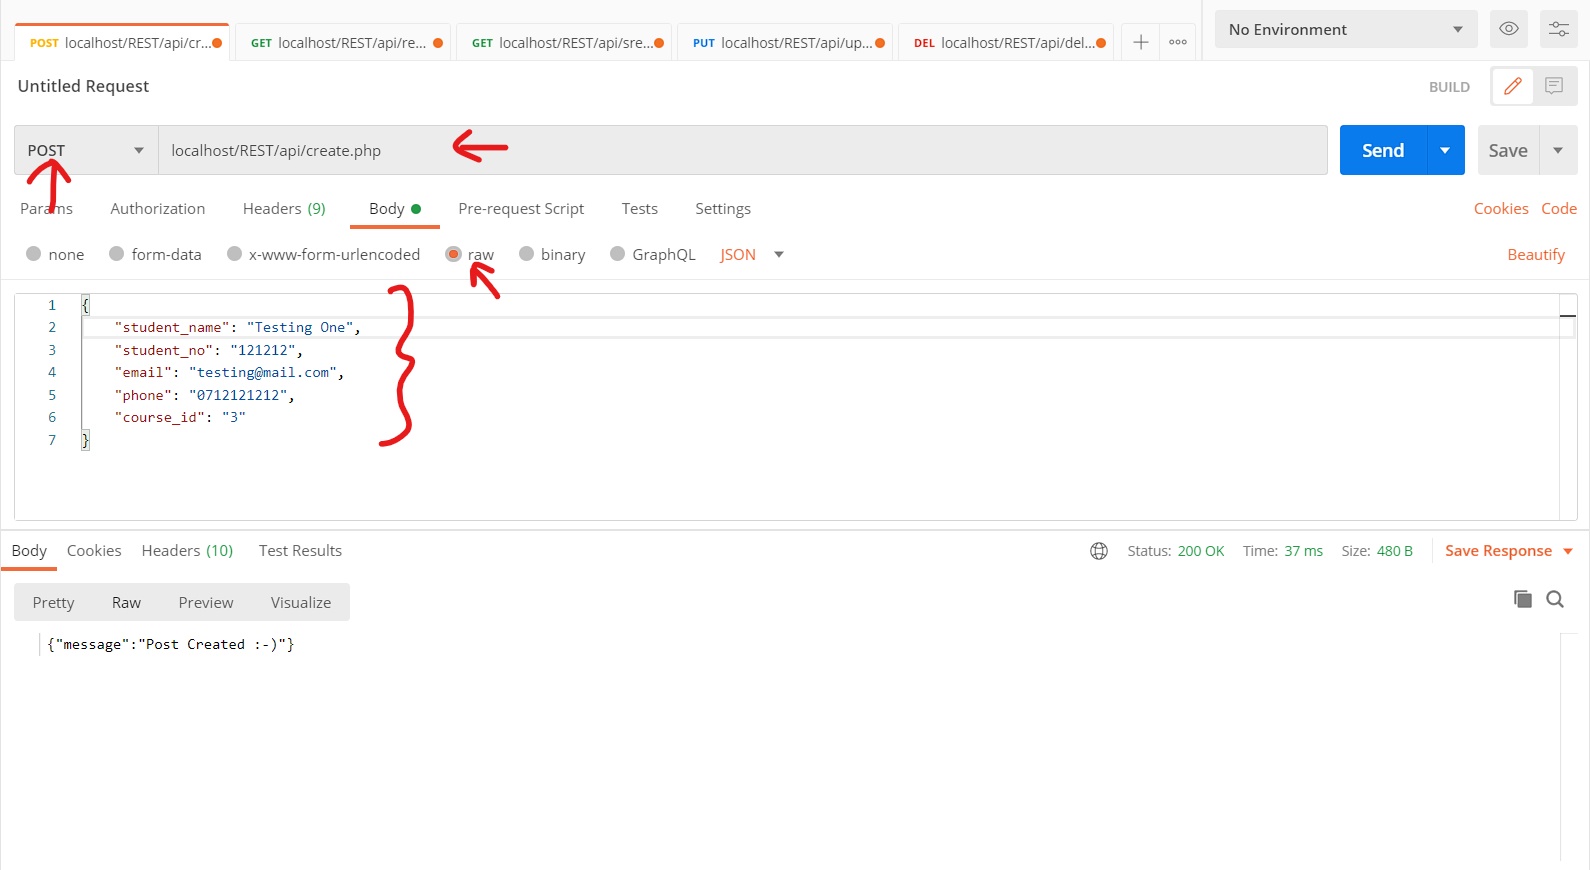 POST localhost/REST/api/cr... GET localhost/REST/api/re... GET localhost/REST/api/sre... PUT localhost/REST/api/up... DEL localhost/REST/api/del... No Environment
Untitled Request BUILD
POST localhost/REST/api/create.php Send Save
Params Authorization Headers (9) Body Pre-request Script Tests Settings Cookies Code
none form-data x-www-form-urlencoded raw binary GraphQL JSON Beautify
1 {
2 "student_name": "Testing One",
3 "student_no": "121212",
4 "email": "testing@mail.com",
5 "phone": "0712121212",
6 "course_id": "3"
7 }
Body Cookies Headers (10) Test Results Status: 200 OK Time: 37 ms Size: 480 B Save Response
Pretty Raw Preview Visualize
{"message":"Post Created :-)"}